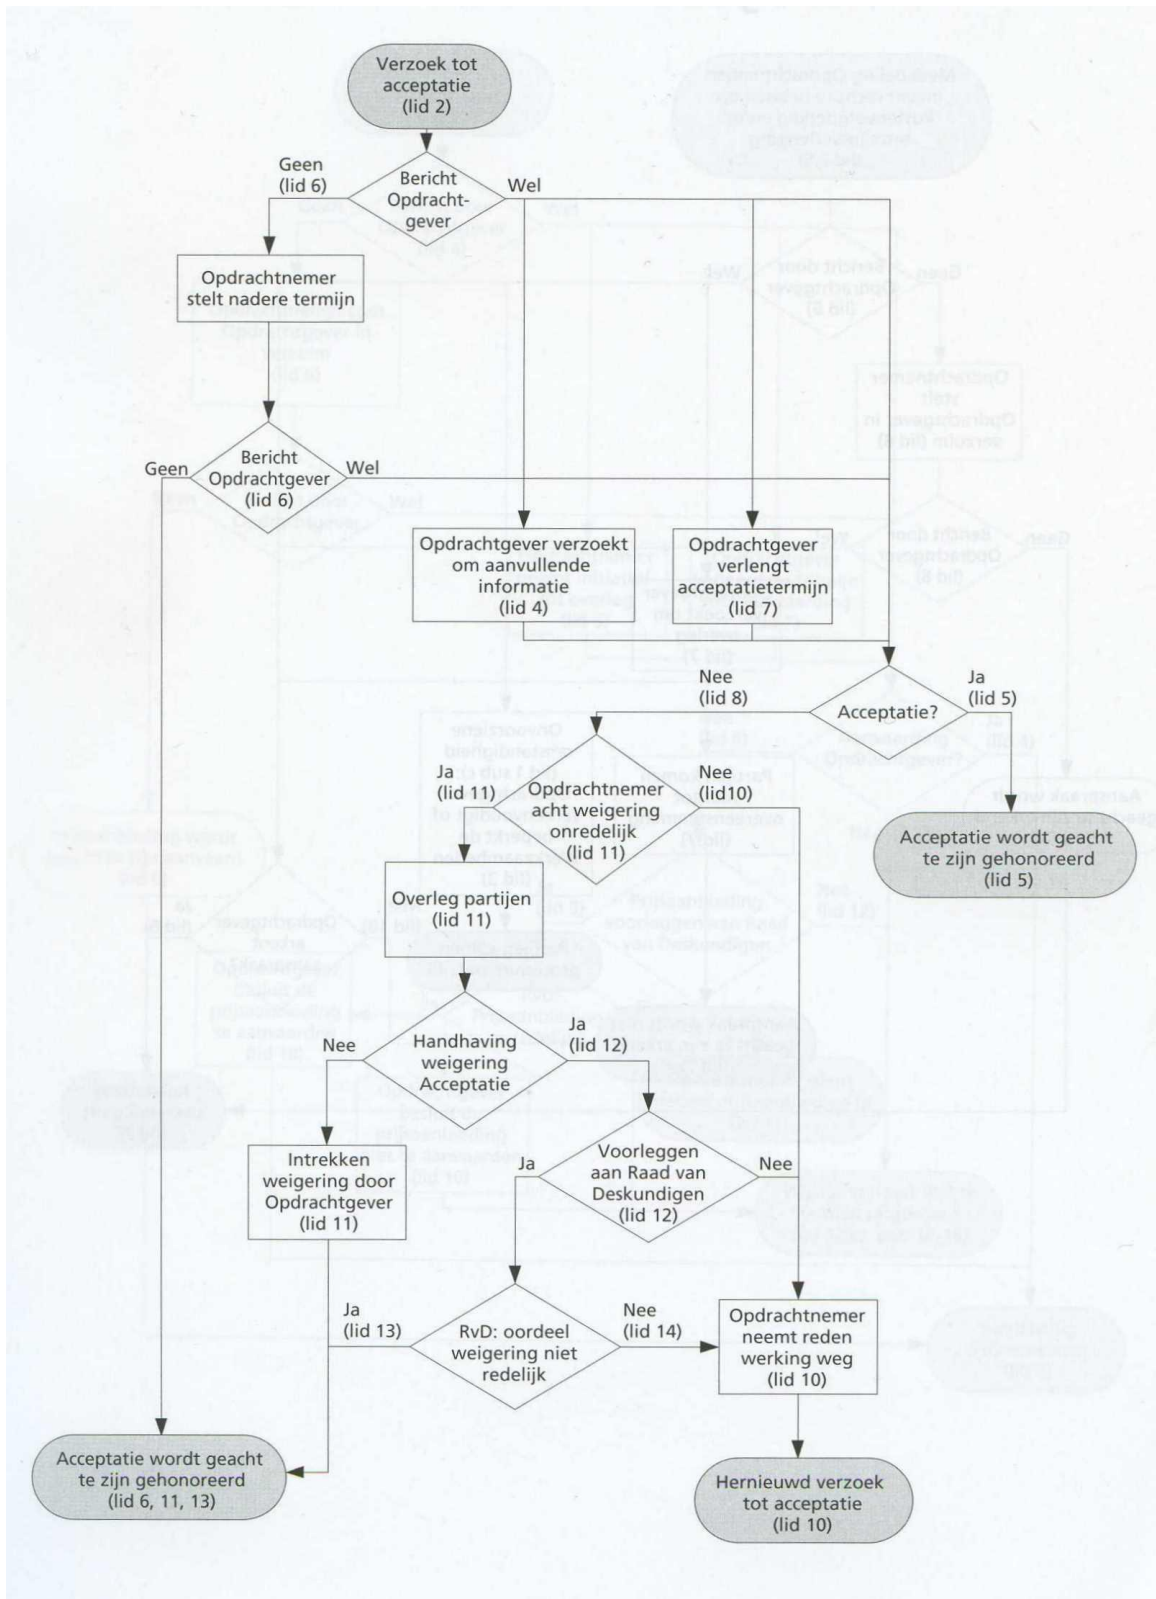 Verzoek tot
acceptatie
(lid 2)
Geen
(lid 6)
Bericht
Opdracht-
gever
Wel
Opdrachtnemer
stelt nadere termijn
Geen
Bericht
Opdrachtgever
(lid 6)
Wel
Opdrachtgever verzoekt
om aanvullende
informatie
(lid 4)
Opdrachtgever
verlengt
acceptatietermijn
(lid 7)
Nee
(lid 8)
Acceptatie?
Ja
(lid 5)
Acceptatie wordt geacht
te zijn gehonoreerd
(lid 5)
Ja
(lid 11)
Opdrachtnemer
acht weigering
onredelijk
(lid 11)
Nee
(lid10)
Overleg partijen
(lid 11)
Nee
Handhaving
weigering
Acceptatie
Ja
(lid 12)
Intrekken
weigering door
Opdrachtgever
(lid 11)
Ja
Voorleggen
aan Raad van
Deskundigen
(lid 12)
Nee
Ja
(lid 13)
RvD: oordeel
weigering niet
redelijk
Nee
(lid 14)
Opdrachtnemer
neemt reden
werking weg
(lid 10)
Acceptatie wordt geacht
te zijn gehonoreerd
(lid 6, 11, 13)
Hernieuwd verzoek
tot acceptatie
(lid 10)